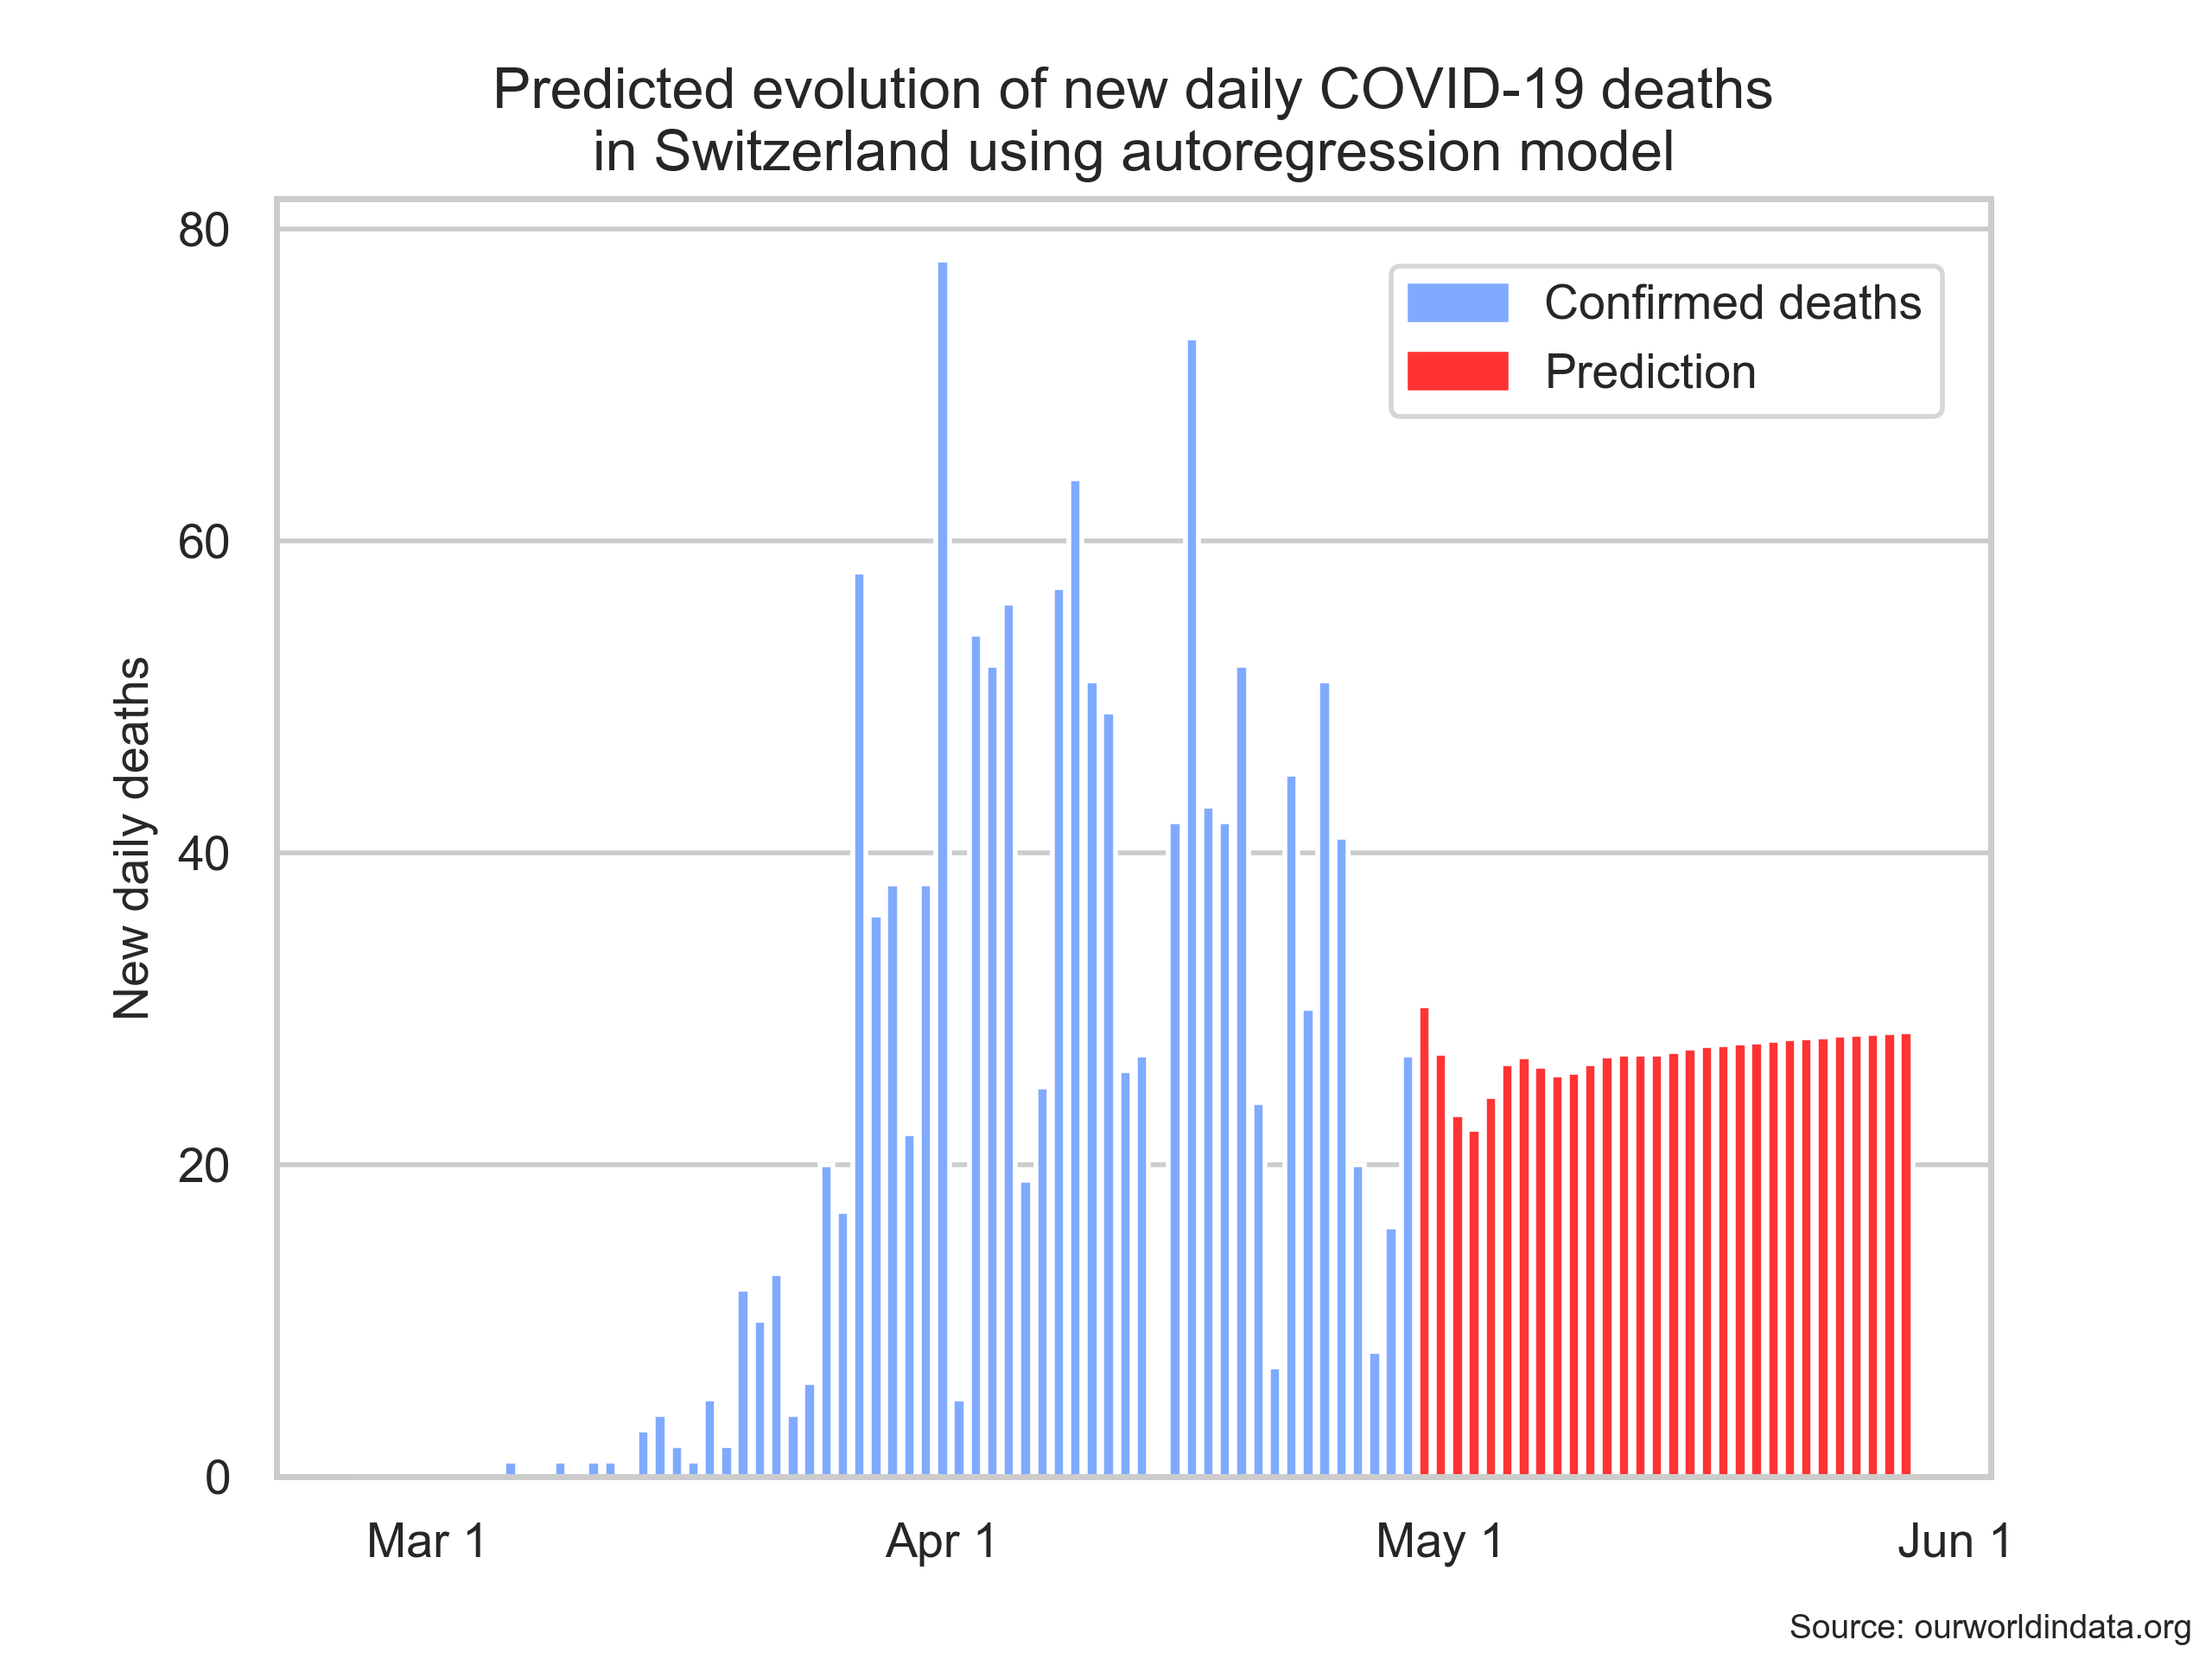 Predicted evolution of new daily COVID-19 deaths
in Switzerland using autoregression model
80
60
40
20
0
New daily deaths
Confirmed deaths
Prediction
Mar 1
Apr 1
May 1
Jun 1
Source: ourworldindata.org